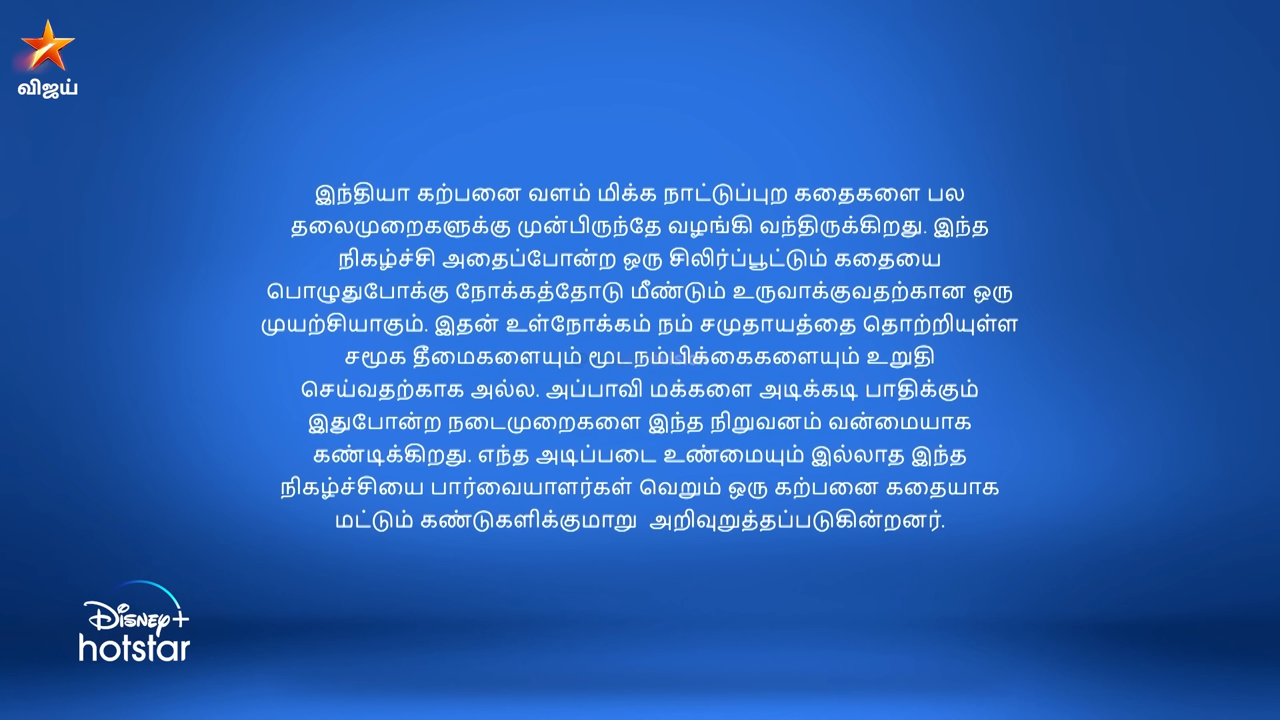 விஜய்
இந்தியா கற்பனை வளம் மிக்க நாட்டுப்புற கதைகளை பல
தலைமுறைகளுக்கு முன்பிருந்தே வழங்கி வந்திருக்கிறது. இந்த
நிகழ்ச்சி அதைப்போன்ற ஒரு சிலிர்ப்பூட்டும் கதையை
பொழுதுபோக்கு நோக்கத்தோடு மீண்டும் உருவாக்குவதற்கான ஒரு
முயற்சியாகும். இதன் உள்நோக்கம் நம் சமுதாயத்தை தொற்றியுள்ள
சமூக தீமைகளையும் மூடநம்பிக்கைகளையும் உறுதி
செய்வதற்காக அல்ல. அப்பாவி மக்களை அடிக்கடி பாதிக்கும்
இதுபோன்ற நடைமுறைகளை இந்த நிறுவனம் வன்மையாக
கண்டிக்கிறது. எந்த அடிப்படை உண்மையும் இல்லாத இந்த
நிகழ்ச்சியை பார்வையாளர்கள் வெறும் ஒரு கற்பனை கதையாக
மட்டும் கண்டுகளிக்குமாறு அறிவுறுத்தப்படுகின்றனர்.
Disney+
hotstar